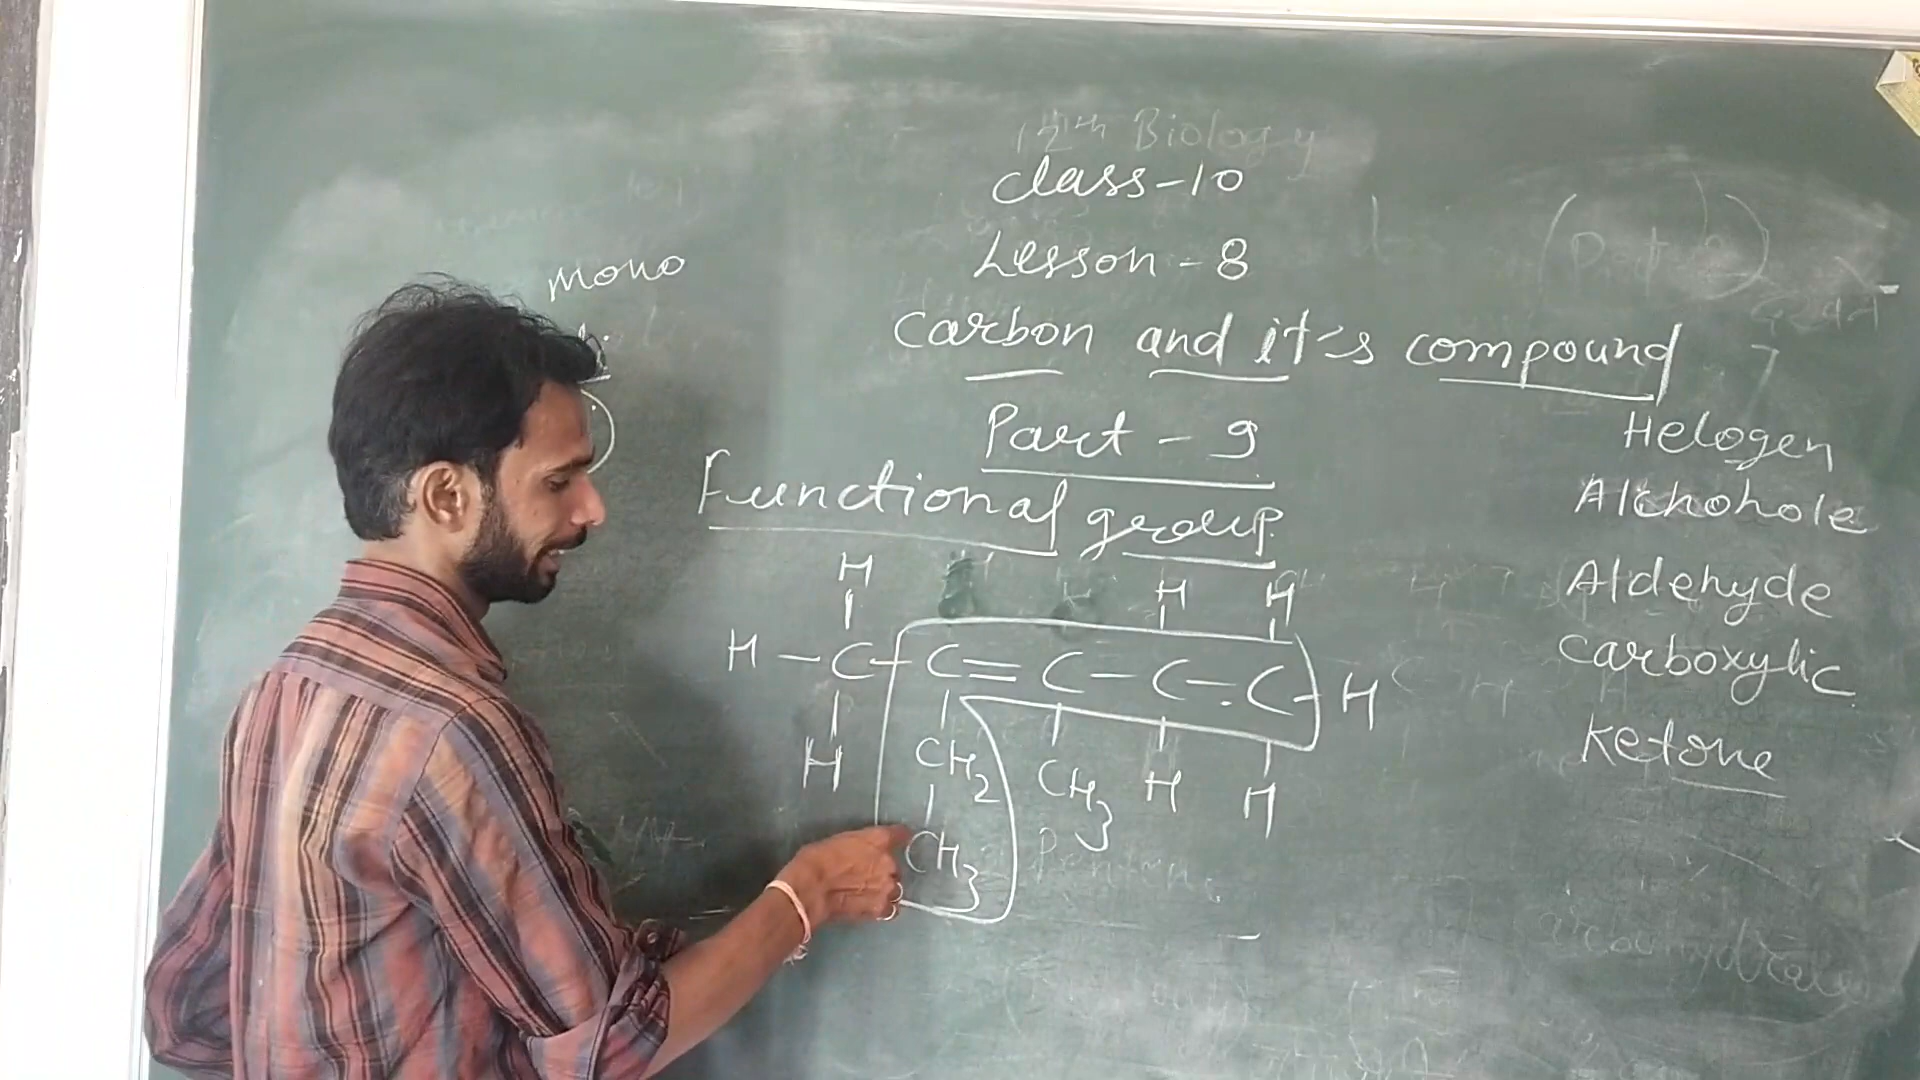 12th Biology
Class-10
Lesson-8
mono
Carbon and it's compound
Part-9
Functional group
Helogen
Alchohole
Aldehyde
Carboxylic
Ketone
H H H
H-C-C=C-C-C-H
H CH2 CH3 H H
CH3